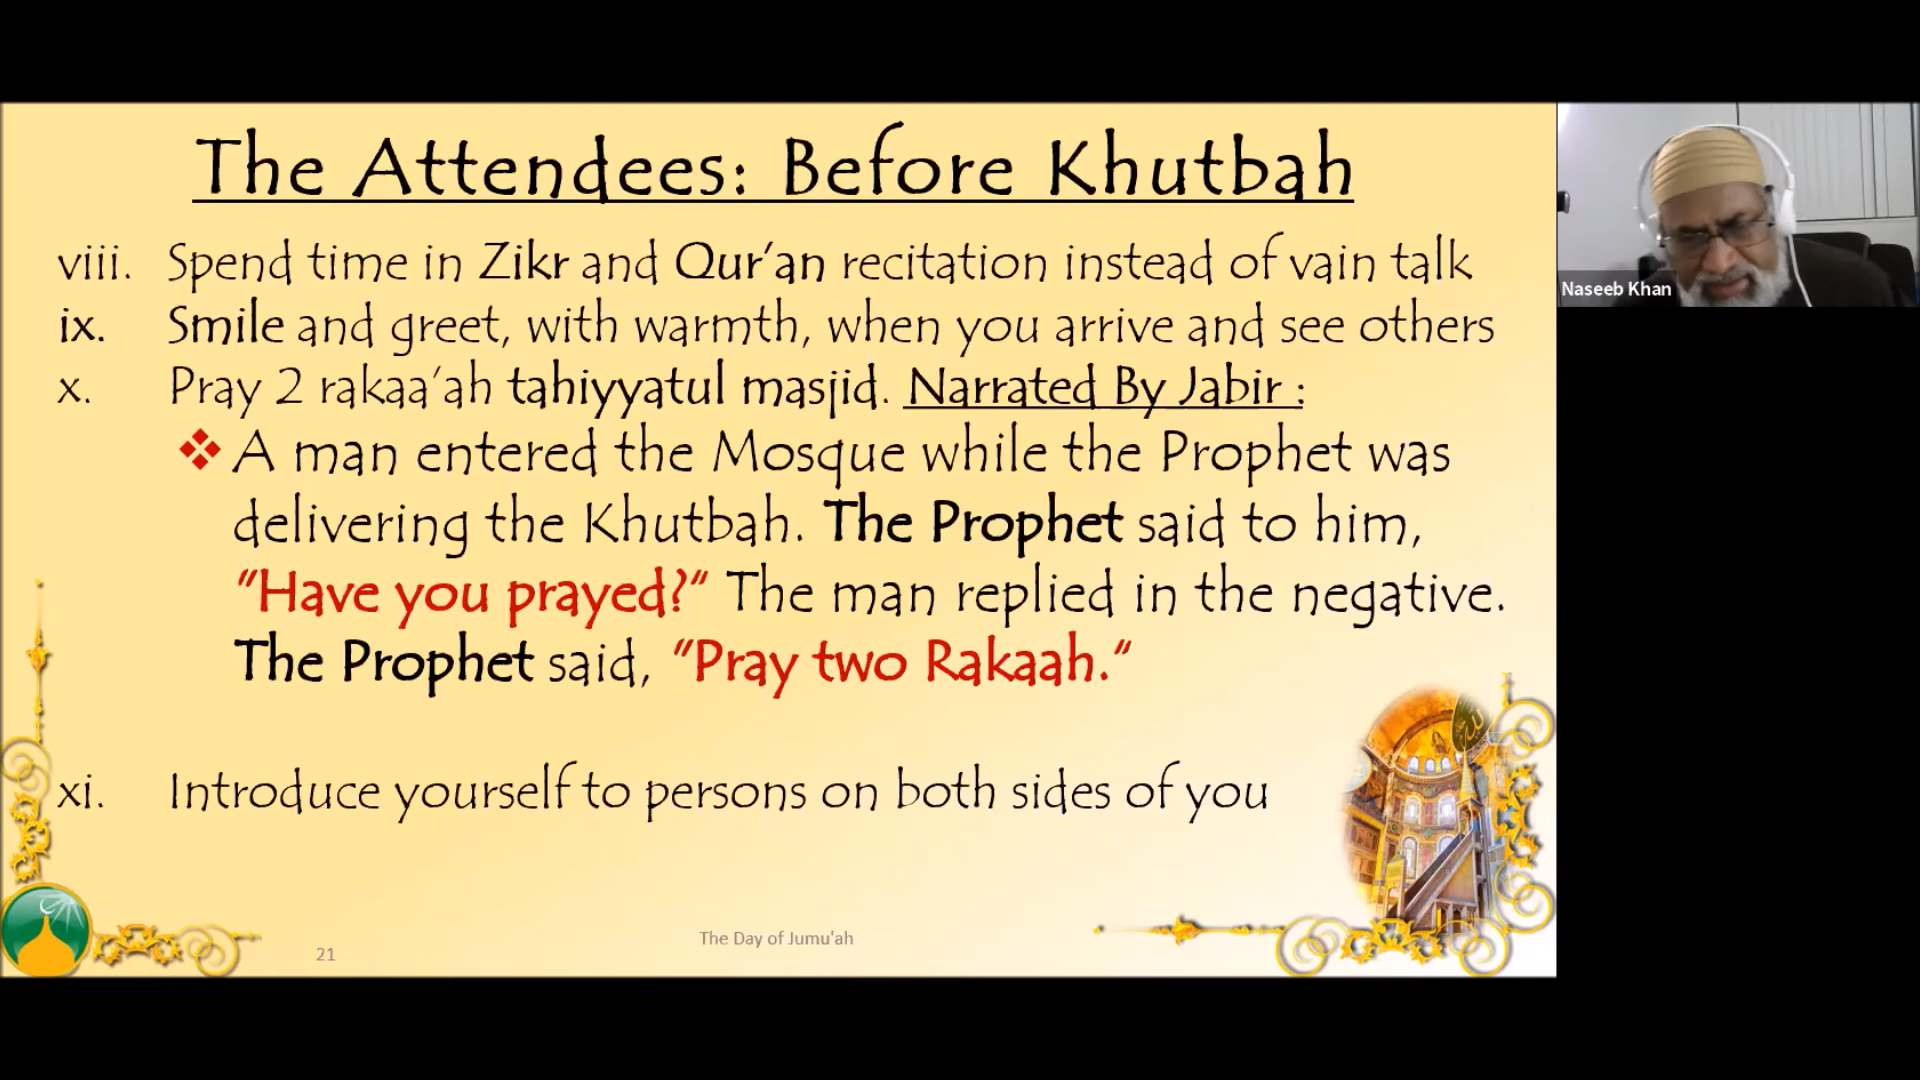 The Attendees: Before Khutbah
viii. Spend time in Zikr and Qur'an recitation instead of vain talk
ix. Smile and greet, with warmth, when you arrive and see others
x. Pray 2 rakaa'ah tahiyyatul masjid. Narrated By Jabir :
❖ A man entered the Mosque while the Prophet was
delivering the Khutbah. The Prophet said to him,
"Have you prayed?" The man replied in the negative.
The Prophet said, "Pray two Rakaah."
xi. Introduce yourself to persons on both sides of you
The Day of Jumu'ah
21
Naseeb Khan